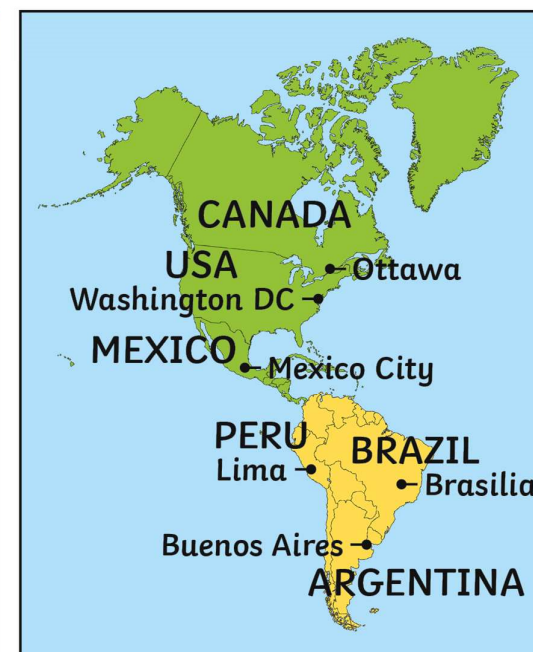 CANADA
USA
Ottawa
Washington DC
MEXICO
Mexico City
PERU
BRAZIL
Lima
Brasilia
Buenos Aires
ARGENTINA